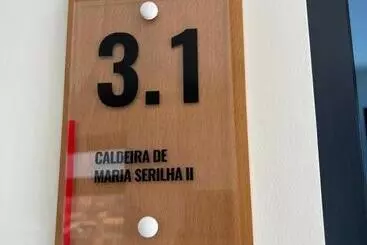 3.1
CALDEIRA DE
MARIA SERILHA II